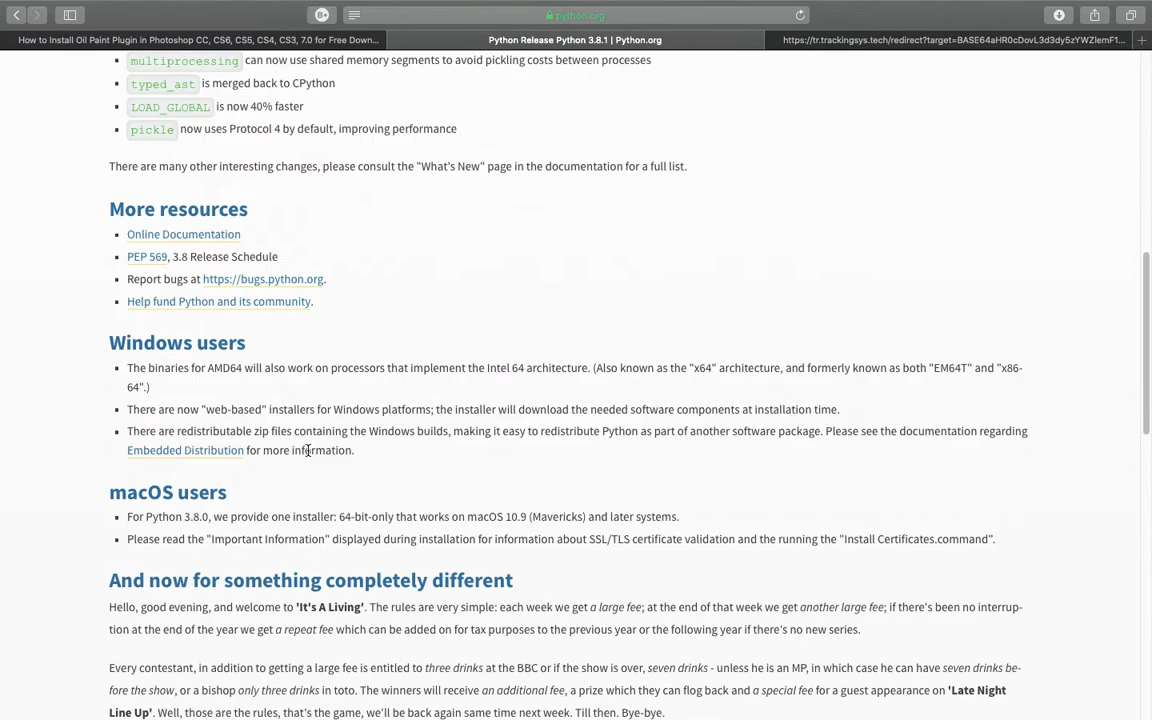 python.org
How to Install Oil Paint Plugin in Photoshop CC, CS6, CS5, CS4, CS3, 7.0 for Free Down...
Python Release Python 3.8.1 | Python.org
https://tr.trackingsys.tech/redirect?target=BASE64aHR0cDovL3d3dy5zYWZlemF1...
multiprocessing can now use shared memory segments to avoid pickling costs between processes
typed_ast is merged back to CPython
LOAD_GLOBAL is now 40% faster
pickle now uses Protocol 4 by default, improving performance
There are many other interesting changes, please consult the "What's New" page in the documentation for a full list.
More resources
Online Documentation
PEP 569, 3.8 Release Schedule
Report bugs at https://bugs.python.org.
Help fund Python and its community.
Windows users
The binaries for AMD64 will also work on processors that implement the Intel 64 architecture. (Also known as the "x64" architecture, and formerly known as both "EM64T" and "x86-
64".)
There are now "web-based" installers for Windows platforms; the installer will download the needed software components at installation time.
There are redistributable zip files containing the Windows builds, making it easy to redistribute Python as part of another software package. Please see the documentation regarding
Embedded Distribution for more information.
macOS users
For Python 3.8.0, we provide one installer: 64-bit-only that works on macOS 10.9 (Mavericks) and later systems.
Please read the "Important Information" displayed during installation for information about SSL/TLS certificate validation and the running the "Install Certificates.command".
And now for something completely different
Hello, good evening, and welcome to 'It's A Living'. The rules are very simple: each week we get a large fee; at the end of that week we get another large fee; if there's been no interrup-
tion at the end of the year we get a repeat fee which can be added on for tax purposes to the previous year or the following year if there's no new series.
Every contestant, in addition to getting a large fee is entitled to three drinks at the BBC or if the show is over, seven drinks - unless he is an MP, in which case he can have seven drinks be-
fore the show, or a bishop only three drinks in toto. The winners will receive an additional fee, a prize which they can flog back and a special fee for a guest appearance on 'Late Night
Line Up'. Well, those are the rules, that's the game, we'll be back again same time next week. Till then. Bye-bye.